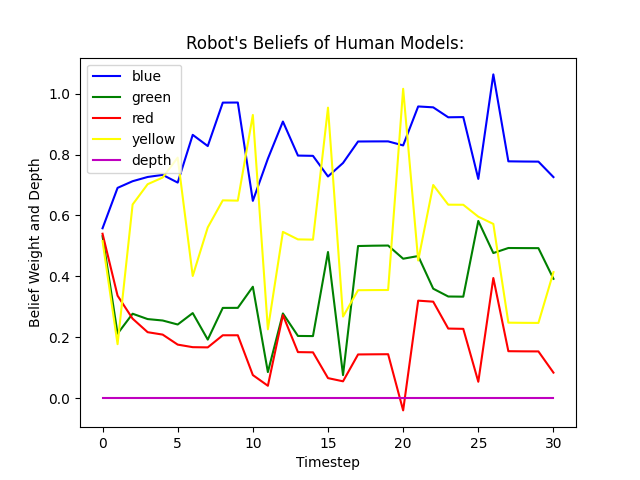 Robot's Beliefs of Human Models:
blue
green
red
yellow
depth
Belief Weight and Depth
1.0
0.8
0.6
0.4
0.2
0.0
0 5 10 15 20 25 30
Timestep